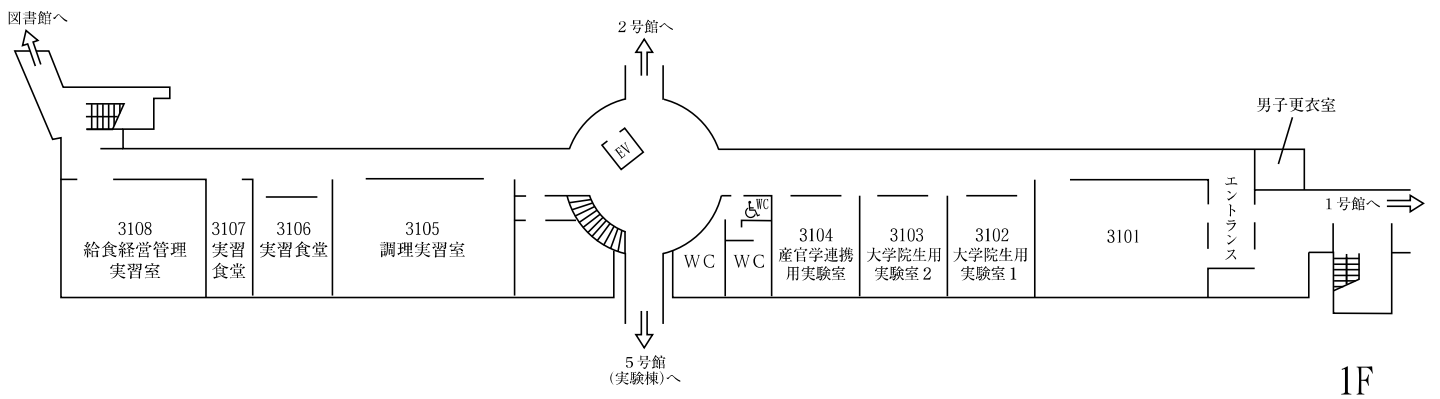 図書館へ
2号館へ
男子更衣室
EV
エントランス
1号館へ
WC
3108
給食経営管理
実習室
3107
実習
食堂
3106
実習食堂
3105
調理実習室
WC
WC
3104
産官学連携
用実験室
3103
大学院生用
実験室2
3102
大学院生用
実験室1
3101
5号館
(実験棟)へ
1F